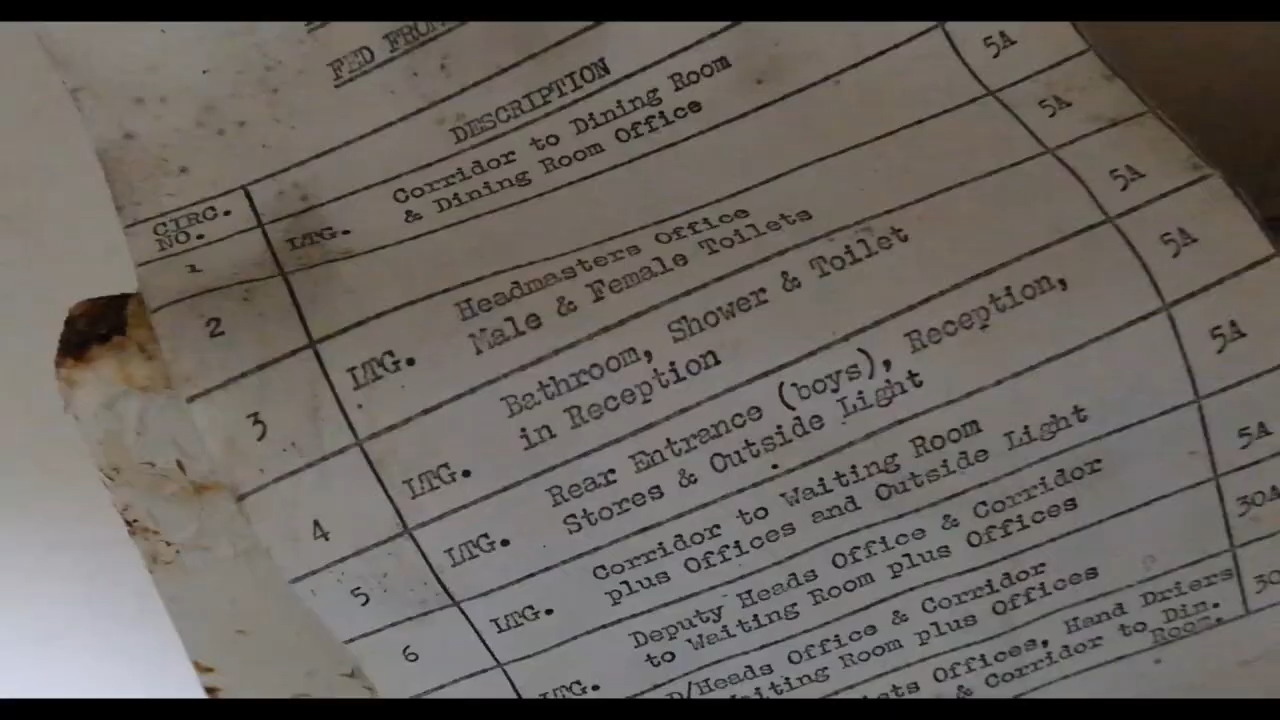 FED FROM
DESCRIPTION
CIRC.
NO.
1
LTG.
Corridor to Dining Room
& Dining Room Office
5A
2
LTG.
Headmasters Office
Male & Female Toilets
5A
3
LTG.
Bathroom, Shower & Toilet
in Reception
5A
4
LTG.
Rear Entrance (boys), Reception,
Stores & Outside Light
5A
5
LTG.
Corridor to Waiting Room
plus Offices and Outside Light
5A
6
LTG.
Deputy Heads Office & Corridor
to Waiting Room plus Offices
5A
D/Heads Office & Corridor
Waiting Room plus Offices
30A
Offices, Hand Driers
& Corridor to Din.
Room.
30